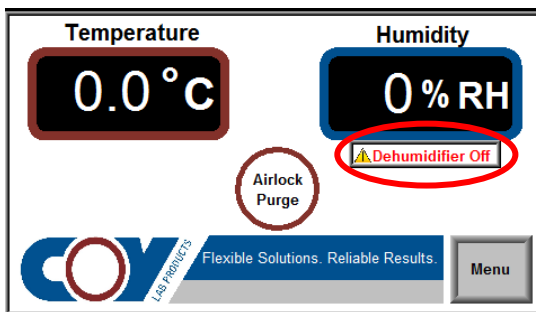 Temperature
Humidity
0.0 °C
0 % RH
Dehumidifier Off
Airlock
Purge
COY
LAB PRODUCTS
Flexible Solutions. Reliable Results.
Menu